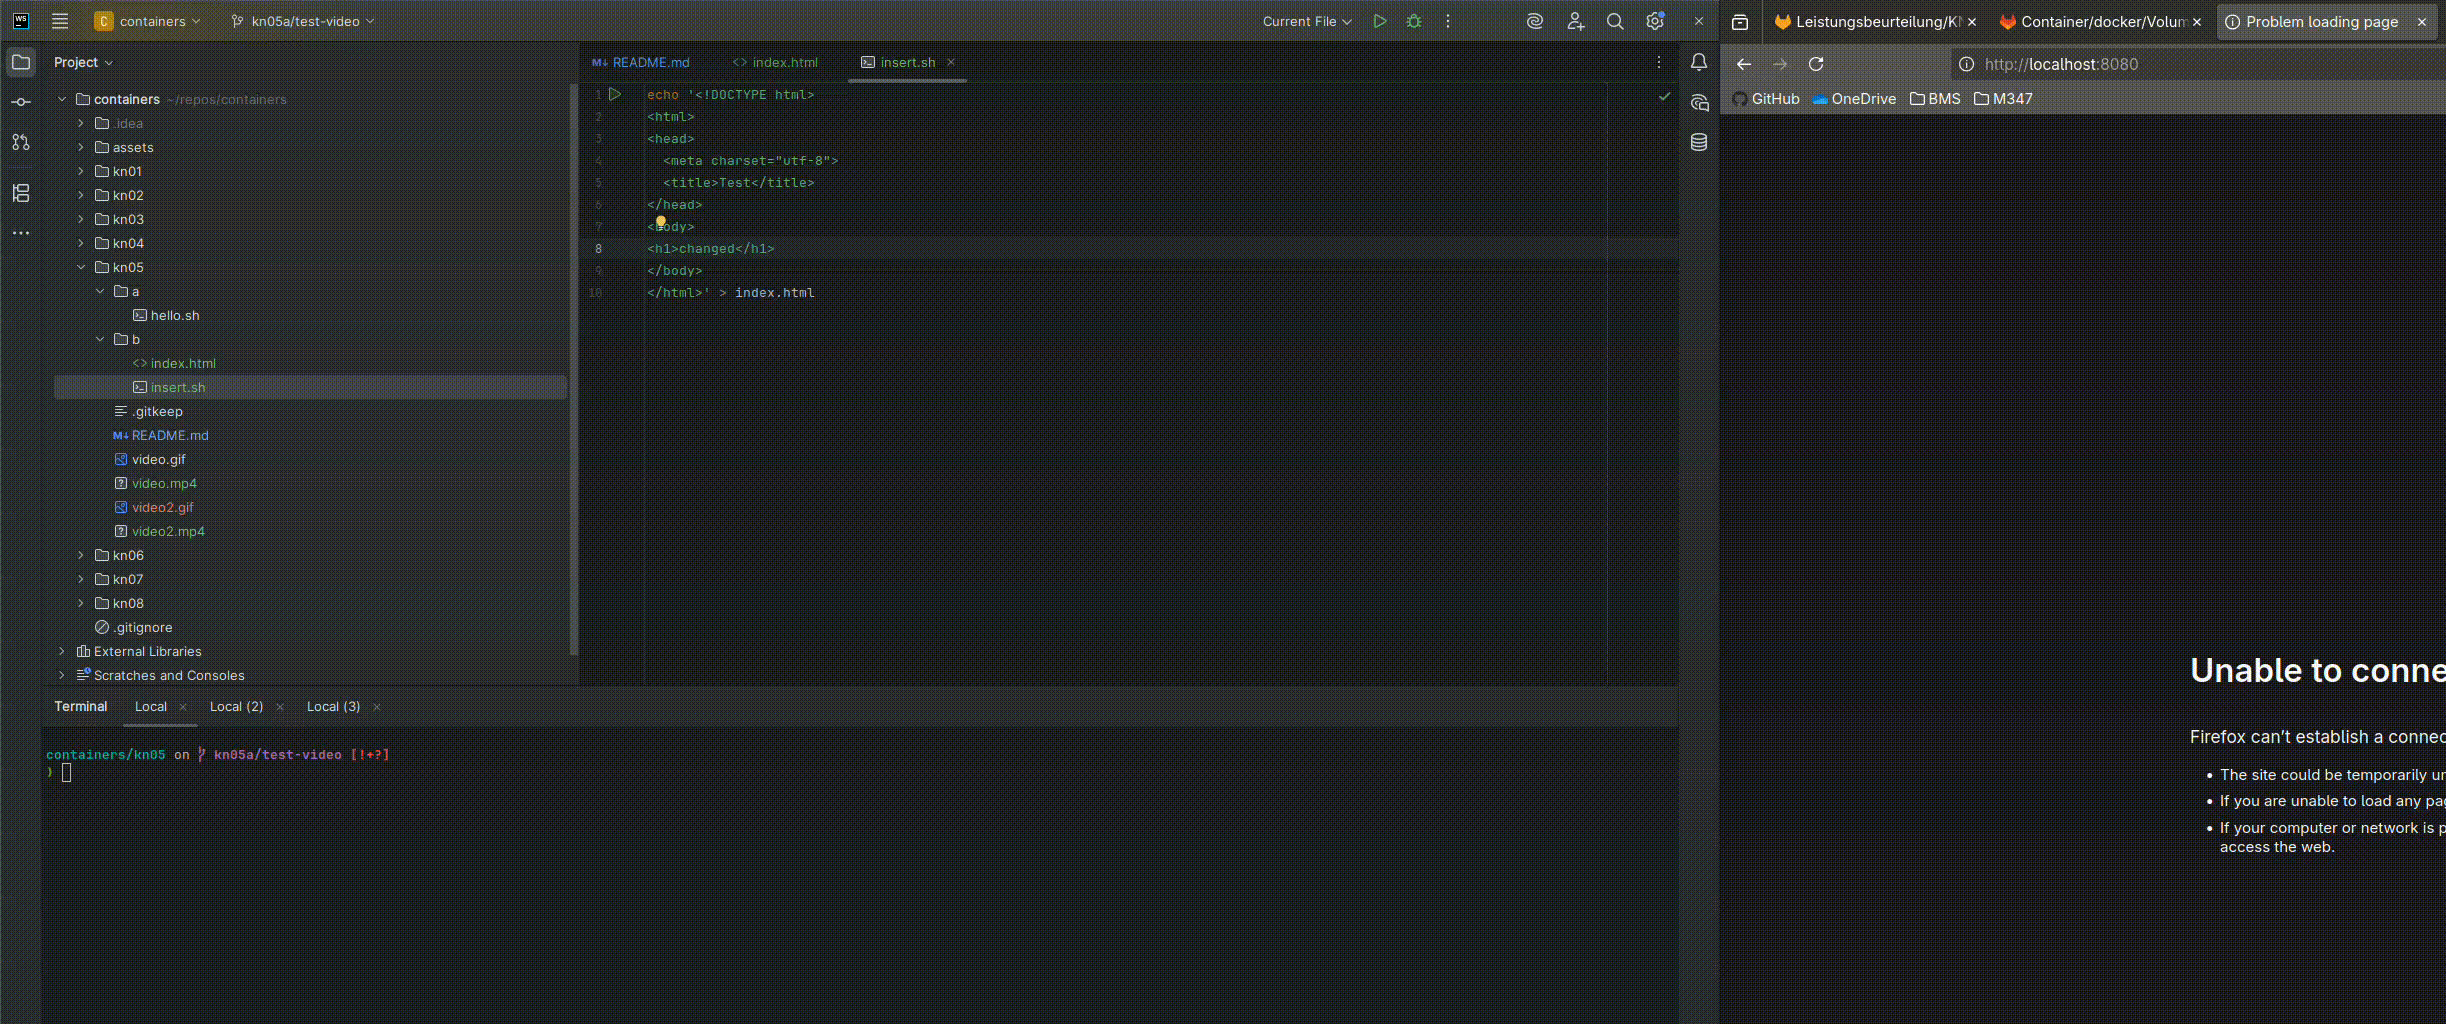 WS
C containers
kn05a/test-video
Current File
Project
containers ~/repos/containers
.idea
assets
kn01
kn02
kn03
kn04
kn05
a
hello.sh
b
index.html
insert.sh
.gitkeep
M↓ README.md
video.gif
video.mp4
video2.gif
video2.mp4
kn06
kn07
kn08
.gitignore
External Libraries
Scratches and Consoles
M↓ README.md
<> index.html
insert.sh
1 echo '<!DOCTYPE html>
2 <html>
3 <head>
4 <meta charset="utf-8">
5 <title>Test</title>
6 </head>
7 <body>
8 <h1>changed</h1>
9 </body>
10 </html>' > index.html
Terminal
Local
Local (2)
Local (3)
containers/kn05 on kn05a/test-video [!+?]
)
Leistungsbeurteilung/K
Container/docker/Volum
Problem loading page
http://localhost:8080
GitHub
OneDrive
BMS
M347
Unable to conne
Firefox can't establish a connec
• The site could be temporarily un
• If you are unable to load any pag
• If your computer or network is p
access the web.